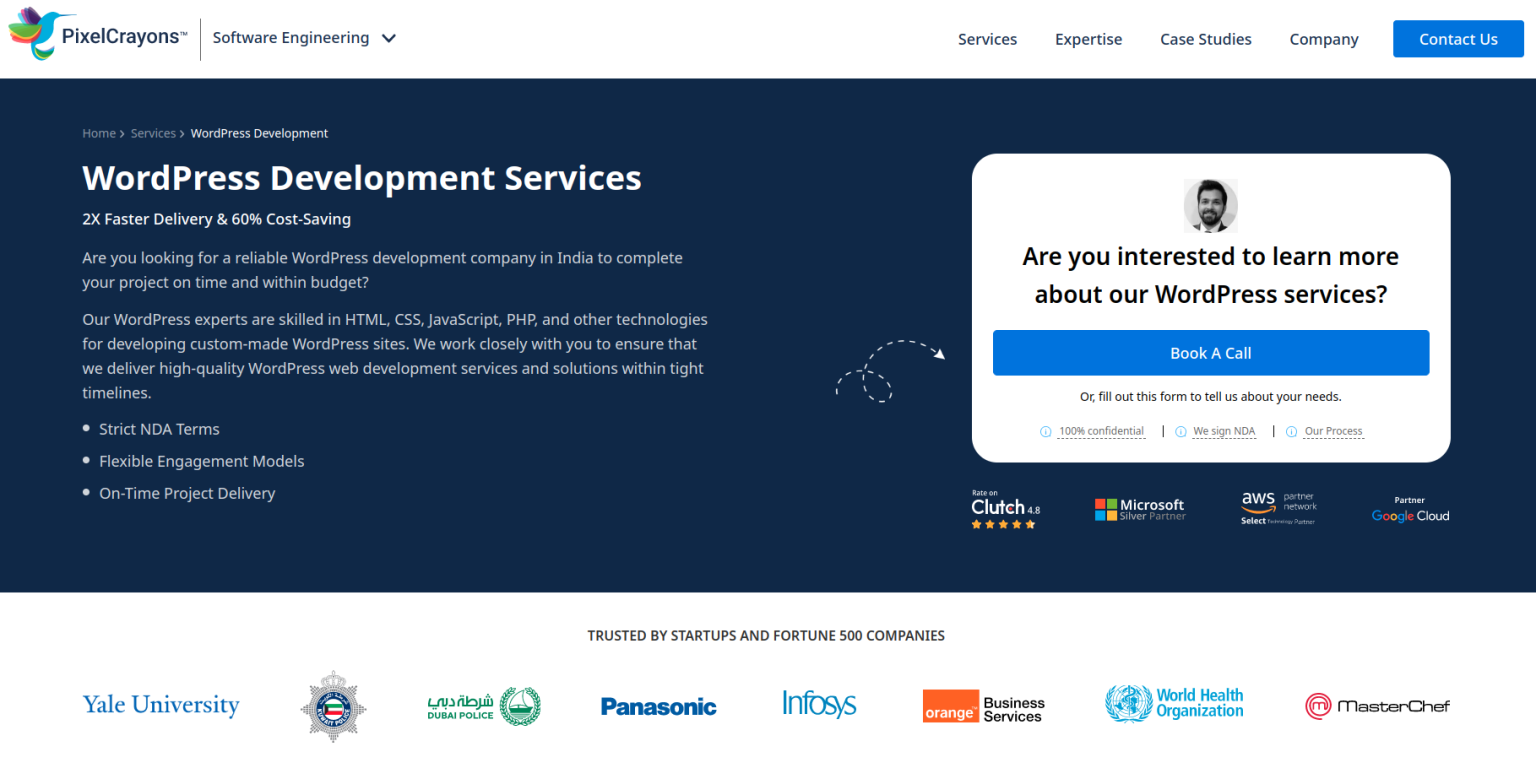 PixelCrayons™
Software Engineering
Services
Expertise
Case Studies
Company
Contact Us
Home > Services > WordPress Development
WordPress Development Services
2X Faster Delivery & 60% Cost-Saving
Are you looking for a reliable WordPress development company in India to complete
your project on time and within budget?
Our WordPress experts are skilled in HTML, CSS, JavaScript, PHP, and other technologies
for developing custom-made WordPress sites. We work closely with you to ensure that
we deliver high-quality WordPress web development services and solutions within tight
timelines.
• Strict NDA Terms
• Flexible Engagement Models
• On-Time Project Delivery
Are you interested to learn more
about our WordPress services?
Book A Call
Or, fill out this form to tell us about your needs.
100% confidential | We sign NDA | Our Process
Rate on
Clutch 4.8
Microsoft
Silver Partner
aws partner
network
Select Technology Partner
Partner
Google Cloud
TRUSTED BY STARTUPS AND FORTUNE 500 COMPANIES
Yale University
KUWAIT POLICE
شرطة دبي
DUBAI POLICE
Panasonic
Infosys
orange™
Business
Services
World Health
Organization
MasterChef